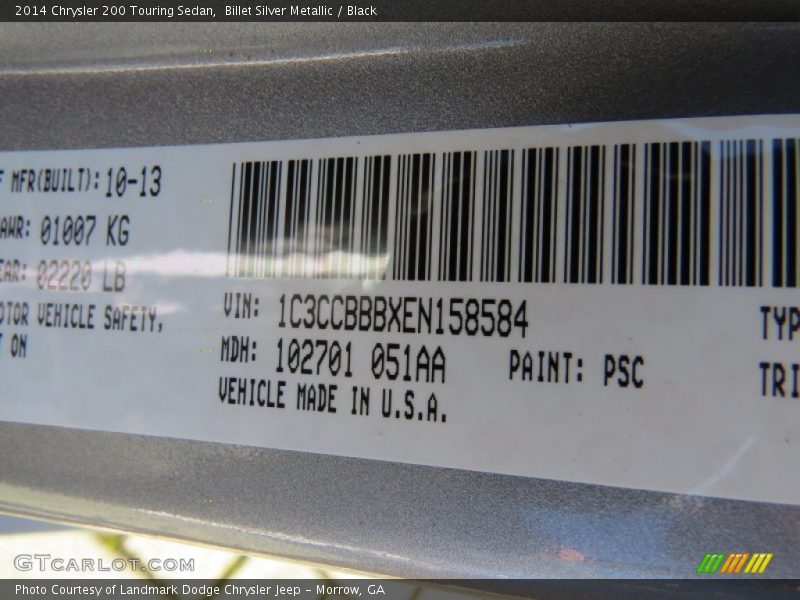 2014 Chrysler 200 Touring Sedan,  Billet Silver Metallic / Black
F MFR(BUILT): 10-13
AWR: 01007 KG
EAR: 02220 LB
OTOR VEHICLE SAFETY,
T ON
VIN: 1C3CCBBBXEN158584
MDH: 102701 051AA PAINT: PSC
VEHICLE MADE IN U.S.A.
TYP
TRI
GTCARLOT.COM
Photo Courtesy of Landmark Dodge Chrysler Jeep - Morrow, GA